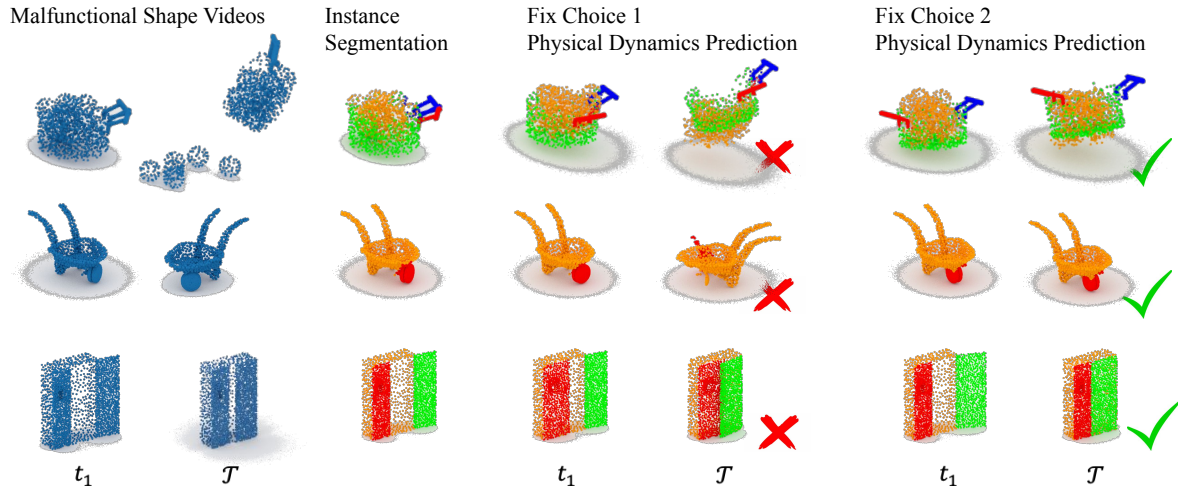 Malfunctional Shape Videos
Instance
Segmentation
Fix Choice 1
Physical Dynamics Prediction
Fix Choice 2
Physical Dynamics Prediction
t₁
𝒯
t₁
𝒯
t₁
𝒯